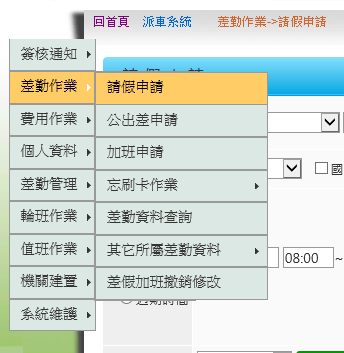 回首頁 派車系統 差勤作業->請假申請
簽核通知
差勤作業
費用作業
個人資料
差勤管理
輪班作業
值班作業
機關建置
系統維護
請假申請
公出差申請
加班申請
忘刷卡作業
差勤資料查詢
其它所屬差勤資料
差假加班撤銷修改
國
08:00 ~